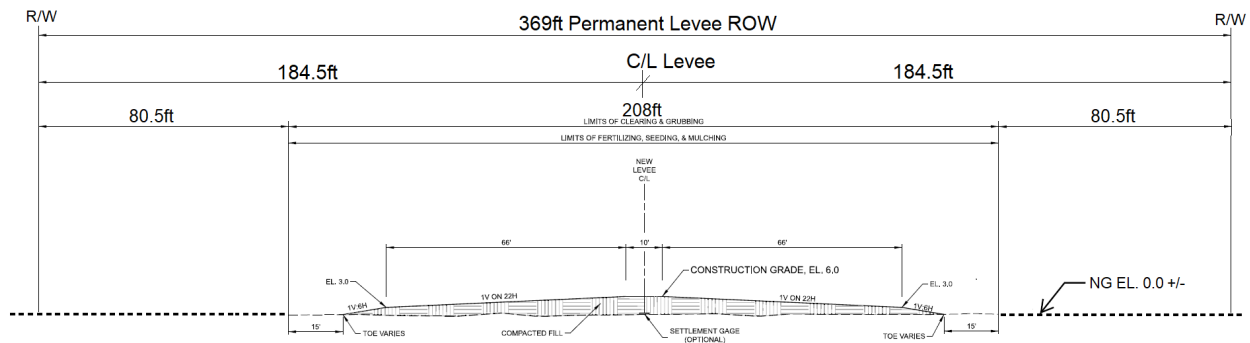 R/W
R/W
369ft Permanent Levee ROW
C/L Levee
184.5ft
184.5ft
80.5ft
208ft
80.5ft
LIMITS OF CLEARING & GRUBBING
LIMITS OF FERTILIZING, SEEDING, & MULCHING
NEW
LEVEE
C/L
66'
10'
66'
EL. 3.0
CONSTRUCTION GRADE, EL. 6.0
EL. 3.0
NG EL. 0.0 +/-
1V:6H
1V ON 22H
1V ON 22H
1V:6H
15'
TOE VARIES
COMPACTED FILL
SETTLEMENT GAGE
(OPTIONAL)
TOE VARIES
15'